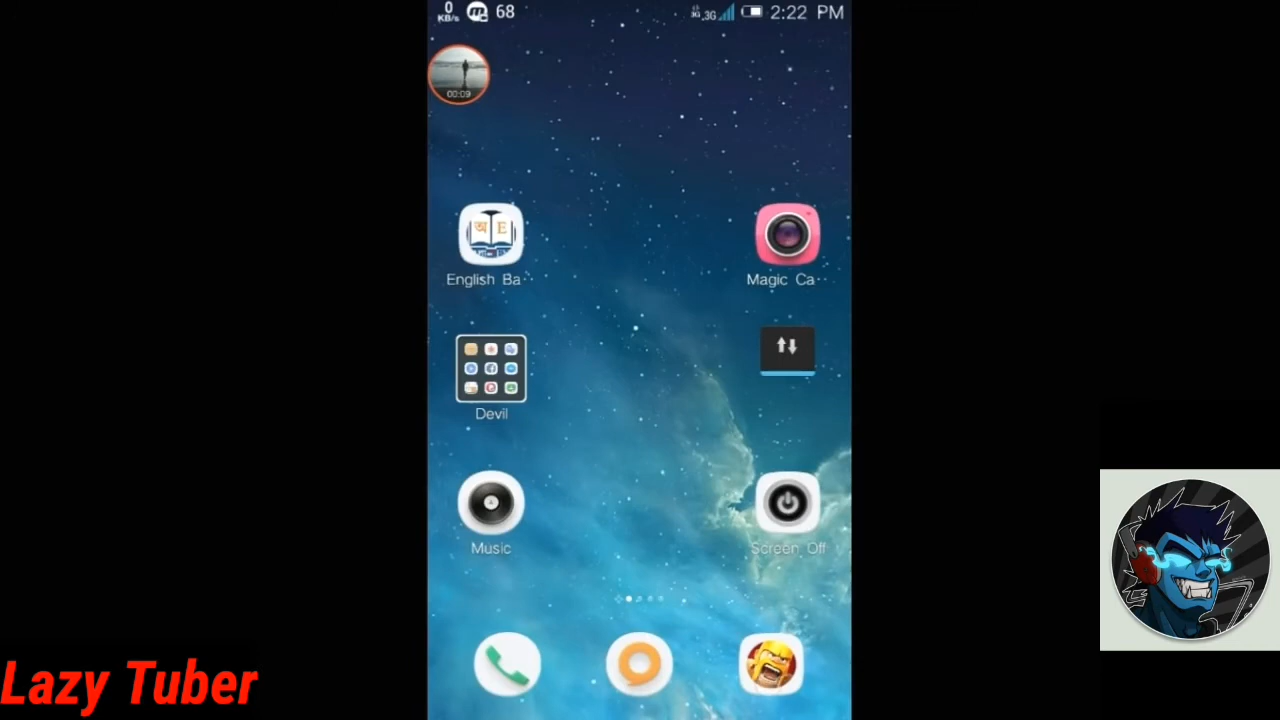 0
KB/s
68
3G
3G
2:22 PM
00:09
অ E
English Ba··
Magic Ca··
Devil
Music
Screen Off
Lazy Tuber